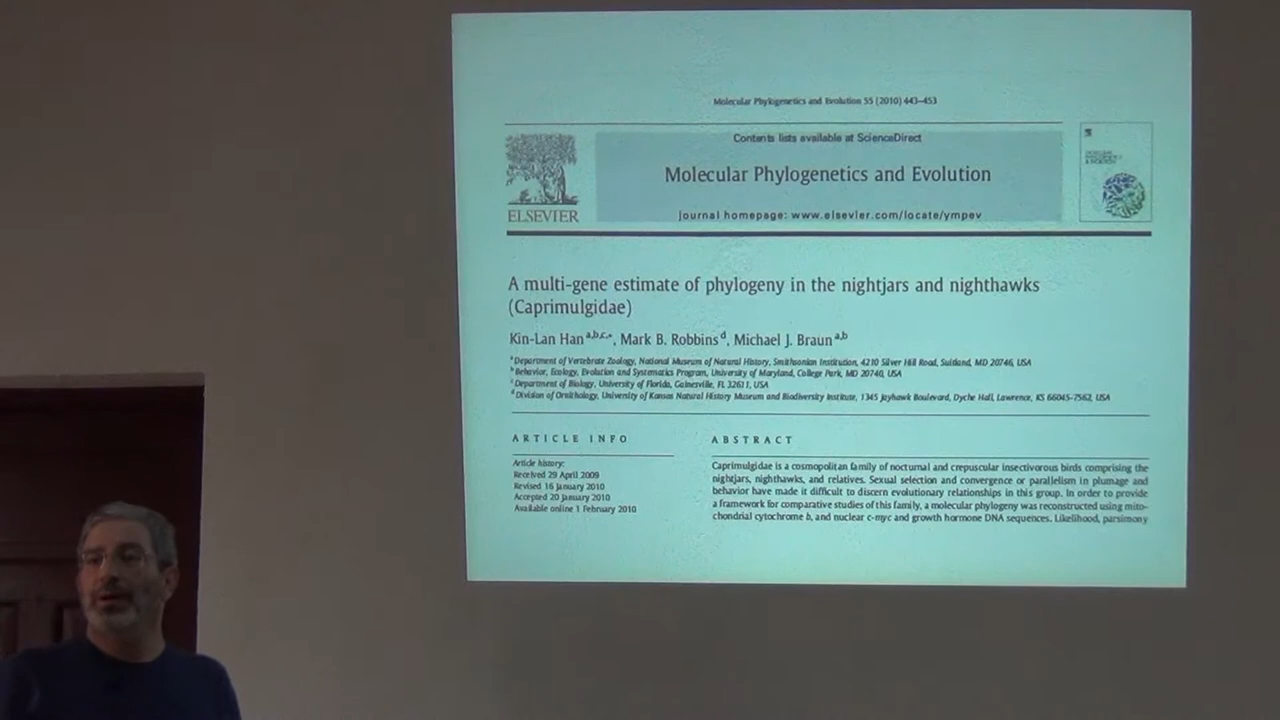 Molecular Phylogenetics and Evolution 55 (2010) 443–453
Contents lists available at ScienceDirect
Molecular Phylogenetics and Evolution
journal homepage: www.elsevier.com/locate/ympev
ELSEVIER
A multi-gene estimate of phylogeny in the nightjars and nighthawks
(Caprimulgidae)
Kin-Lan Han a,b,c,*, Mark B. Robbins d, Michael J. Braun a,b
a Department of Vertebrate Zoology, National Museum of Natural History, Smithsonian Institution, 4210 Silver Hill Road, Suitland, MD 20746, USA
b Behavior, Ecology, Evolution and Systematics Program, University of Maryland, College Park, MD 20740, USA
c Department of Biology, University of Florida, Gainesville, FL 32611, USA
d Division of Ornithology, University of Kansas Natural History Museum and Biodiversity Institute, 1345 Jayhawk Boulevard, Dyche Hall, Lawrence, KS 66045-7562, USA
ARTICLE INFO
Article history:
Received 29 April 2009
Revised 16 January 2010
Accepted 20 January 2010
Available online 1 February 2010
ABSTRACT
Caprimulgidae is a cosmopolitan family of nocturnal and crepuscular insectivorous birds comprising the
nightjars, nighthawks, and relatives. Sexual selection and convergence or parallelism in plumage and
behavior have made it difficult to discern evolutionary relationships in this group. In order to provide
a framework for comparative studies of this family, a molecular phylogeny was reconstructed using mito-
chondrial cytochrome b, and nuclear c-myc and growth hormone DNA sequences. Likelihood, parsimony